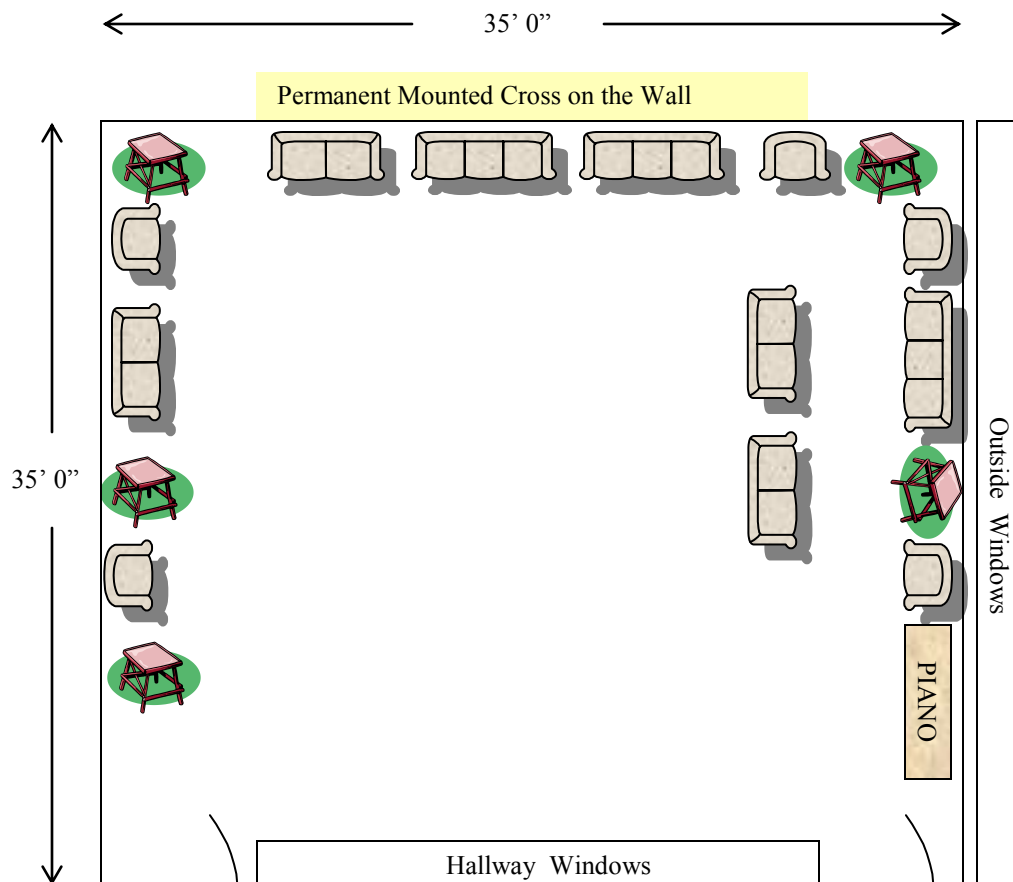 35’ 0”
Permanent Mounted Cross on the Wall
35’ 0”
Outside Windows
PIANO
Hallway Windows